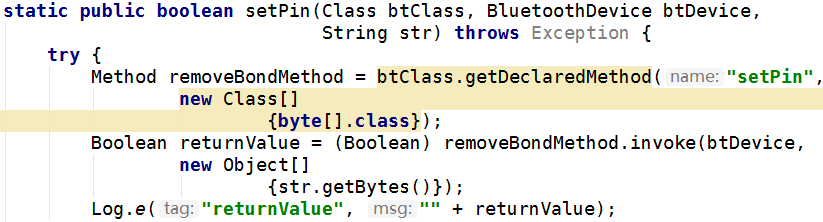 static public boolean setPin(Class btClass, BluetoothDevice btDevice,
String str) throws Exception {
try {
Method removeBondMethod = btClass.getDeclaredMethod( name: "setPin",
new Class[]
{byte[].class});
Boolean returnValue = (Boolean) removeBondMethod.invoke(btDevice,
new Object[]
{str.getBytes()});
Log.e( tag: "returnValue", msg: "" + returnValue);